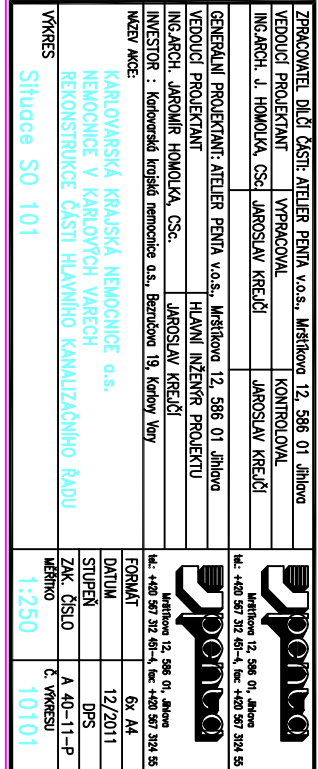 ZPRACOVATEL DÍLČÍ ČASTI: ATELIER PENTA v.o.s., Mrštíkova 12, 586 01 Jihlava
VEDOUCÍ PROJEKTANT VYPRACOVAL KONTROLOVAL
ING.ARCH. J. HOMOLKA, CSc. JAROSLAV KREJČÍ JAROSLAV KREJČÍ
penta
Mrštíkova 12, 586 01, Jihlava
tel.: +420 567 312 451-4, fax: +420 567 3124 55
GENERÁLNÍ PROJEKTANT: ATELIER PENTA v.o.s., Mrštíkova 12, 586 01 Jihlava
VEDOUCÍ PROJEKTANT HLAVNÍ INŽENÝR PROJEKTU
ING.ARCH. JAROMÍR HOMOLKA, CSc. JAROSLAV KREJČÍ
INVESTOR : Karlovarská krajská nemocnice a.s., Bezručova 19, Karlovy Vary
penta
Mrštíkova 12, 586 01, Jihlava
tel.: +420 567 312 451-4, fax: +420 567 3124 55
NÁZEV AKCE:
KARLOVARSKÁ KRAJSKÁ NEMOCNICE a.s.
NEMOCNICE V KARLOVÝCH VARECH
REKONSTRUKCE ČÁSTI HLAVNÍHO KANALIZAČNÍHO ŘADU
FORMÁT 6x A4
DATUM 12/2011
STUPEŇ DPS
ZAK. ČÍSLO A 40-11-P
VÝKRES
Situace SO 101
MĚŘÍTKO
1:250
Č. VÝKRESU
10101